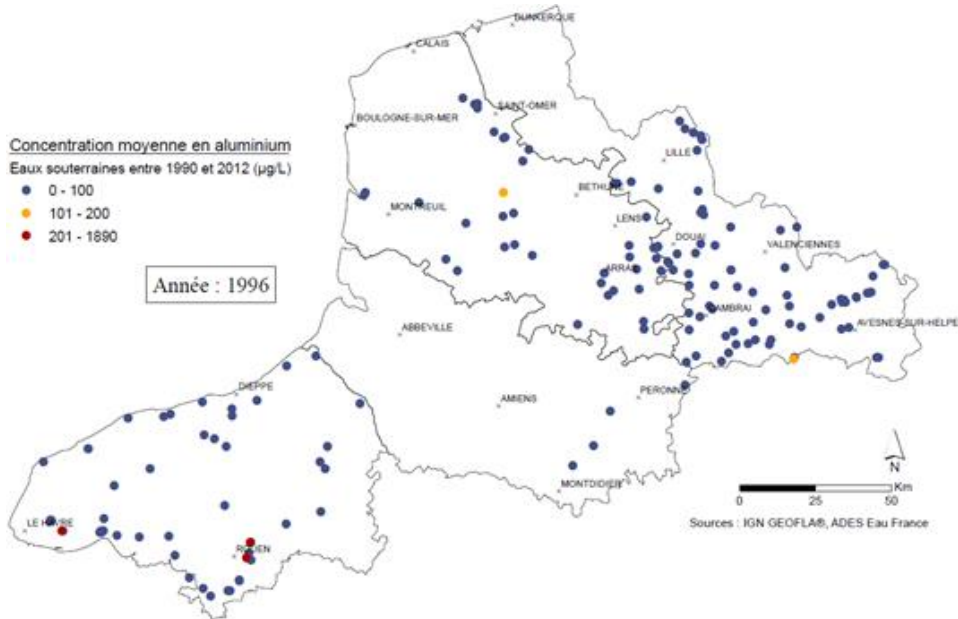 DUNKERQUE
CALAIS
SAINT-OMER
BOULOGNE-SUR-MER
Concentration moyenne en aluminium
Eaux souterraines entre 1990 et 2012 (µg/L)
0 - 100
101 - 200
201 - 1890
LILLE
BETHUNE
MONTREUIL
LENS
DOUAI
VALENCIENNES
ARRAS
Année : 1996
CAMBRAI
ABBEVILLE
AVESNES-SUR-HELPE
DIEPPE
PERONNE
AMIENS
MONTDIDIER
N
Km
0 25 50
Sources : IGN GEOFLA®, ADES Eau France
LE HAVRE
ROUEN